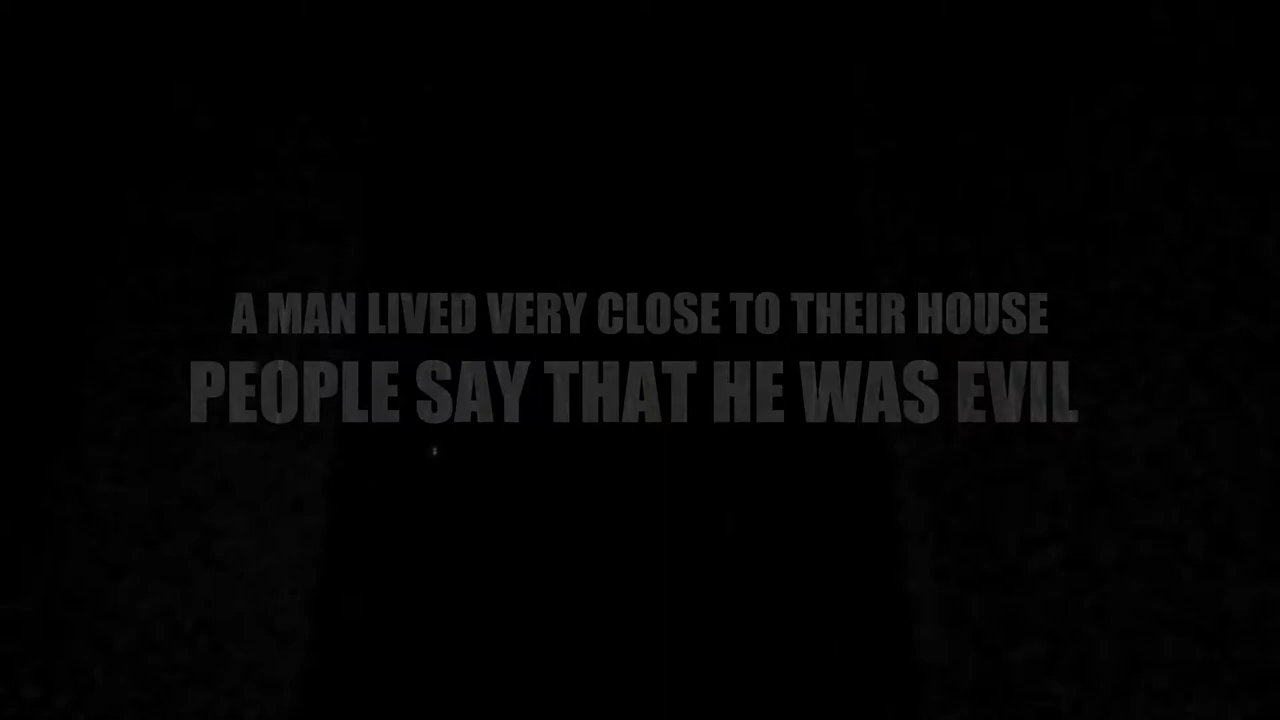 A MAN LIVED VERY CLOSE TO THEIR HOUSE
PEOPLE SAY THAT HE WAS EVIL